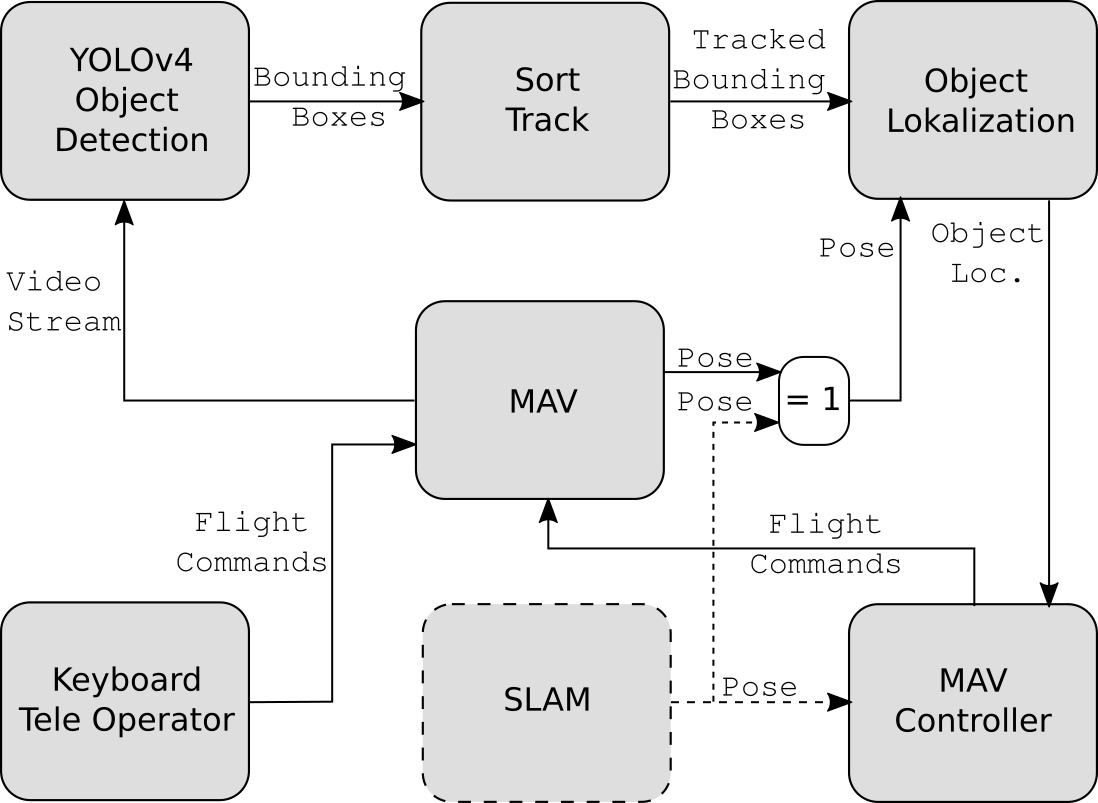 YOLOv4
Object
Detection
Bounding
Boxes
Sort
Track
Tracked
Bounding
Boxes
Object
Lokalization
Video
Stream
Pose
Object
Loc.
MAV
Pose
Pose
= 1
Flight
Commands
Flight
Commands
Keyboard
Tele Operator
SLAM
Pose
MAV
Controller